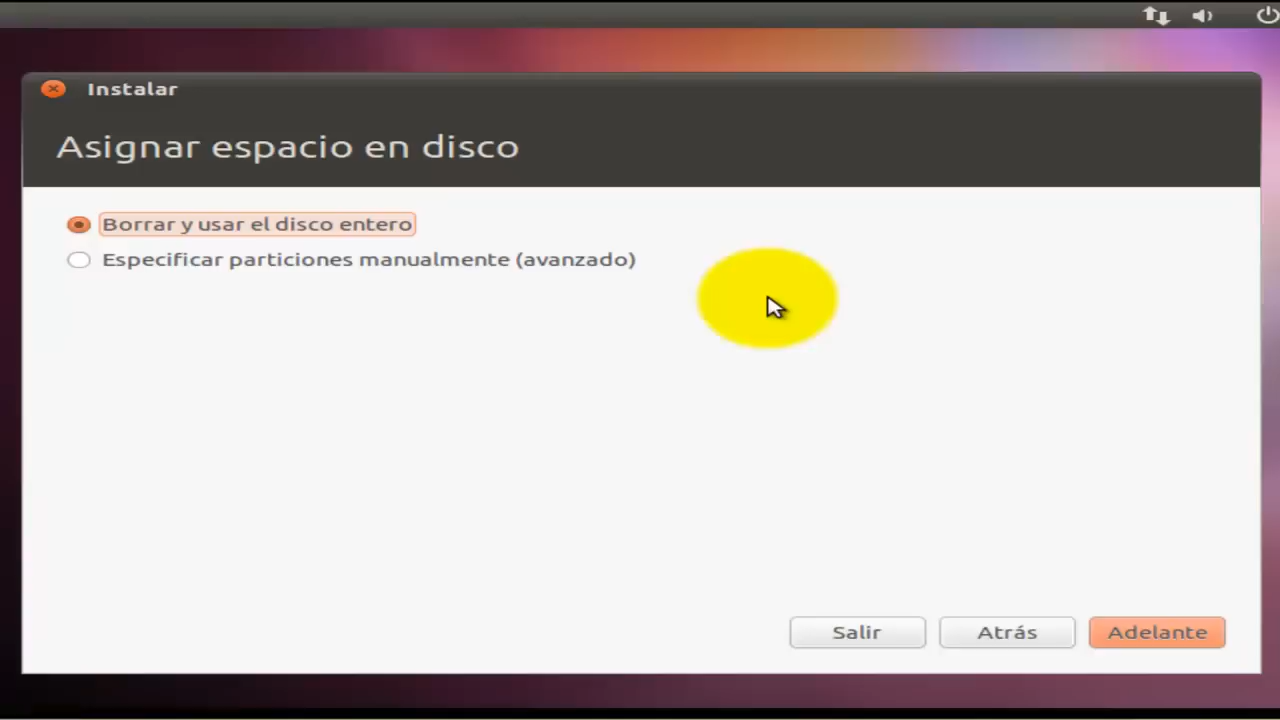 Instalar
Asignar espacio en disco
Borrar y usar el disco entero
Especificar particiones manualmente (avanzado)
Salir Atrás Adelante